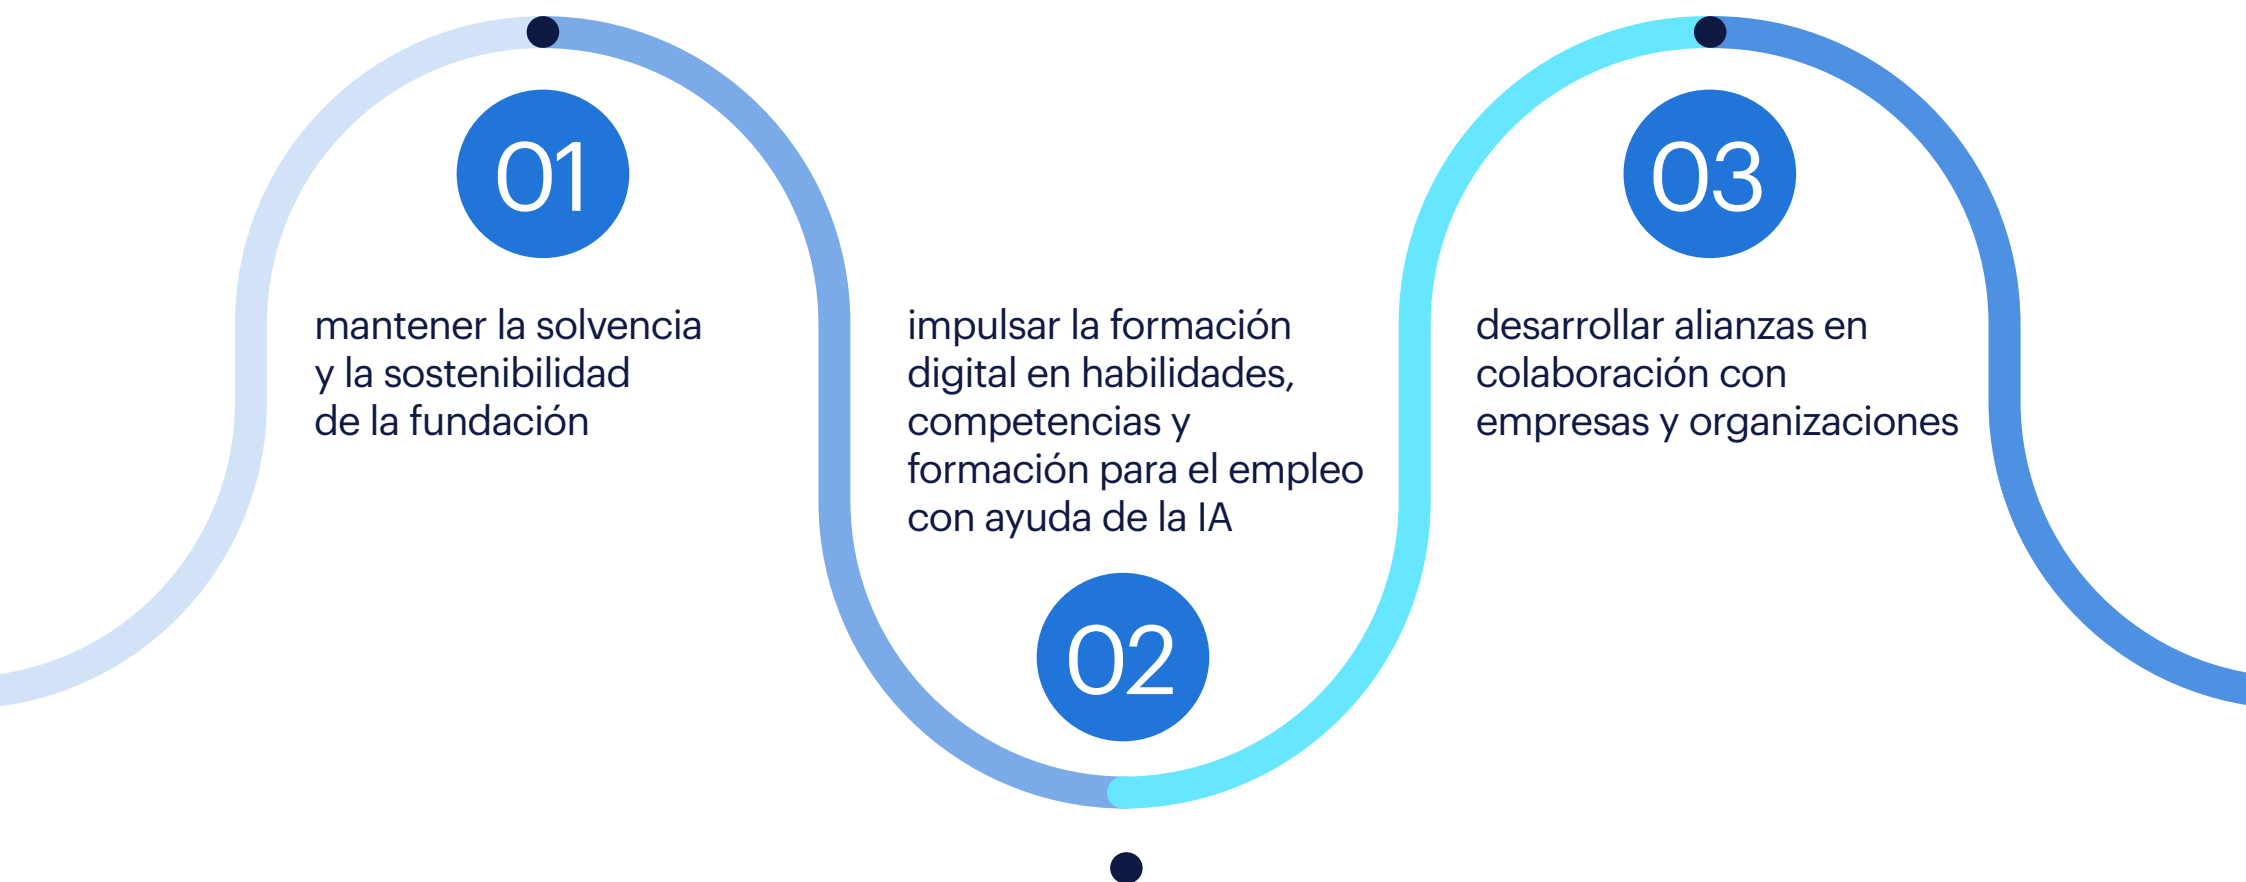 01
mantener la solvencia
y la sostenibilidad
de la fundación
impulsar la formación
digital en habilidades,
competencias y
formación para el empleo
con ayuda de la IA
02
03
desarrollar alianzas en
colaboración con
empresas y organizaciones